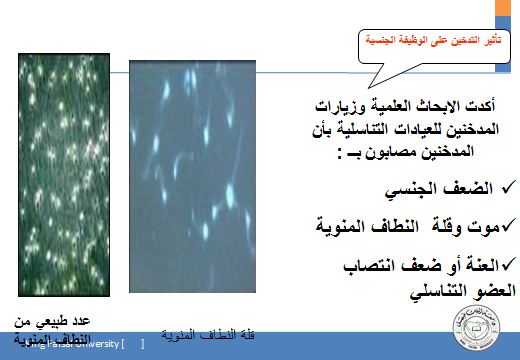 تأثير التدخين على الوظيفة الجنسية
أكدت الابحاث العلمية وزيارات
المدخنين للعيادات التناسلية بأن
المدخنين مصابون بــ :
✓ الضعف الجنسي
✓ موت وقلة النطاف المنوية
✓ العنة أو ضعف انتصاب
العضو التناسلي
عدد طبيعي من
النطاف المنوية
قلة النطاف المنوية
Faisal University [ ]